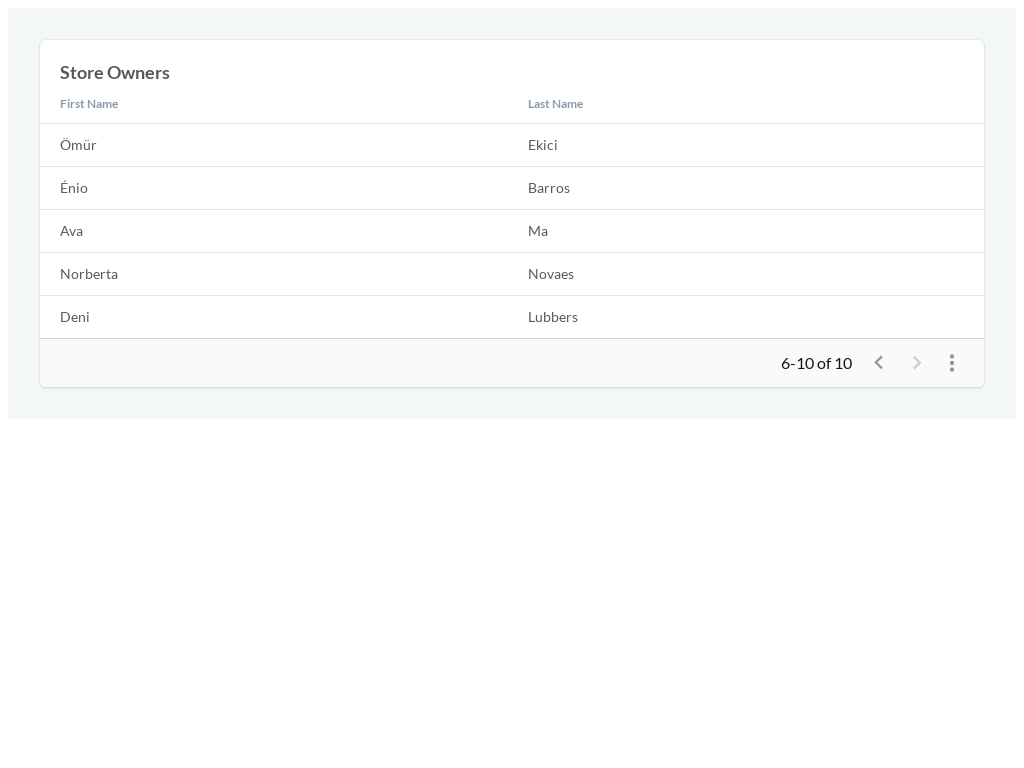 Store Owners
First Name Last Name
Ömür Ekici
Énio Barros
Ava Ma
Norberta Novaes
Deni Lubbers
6-10 of 10